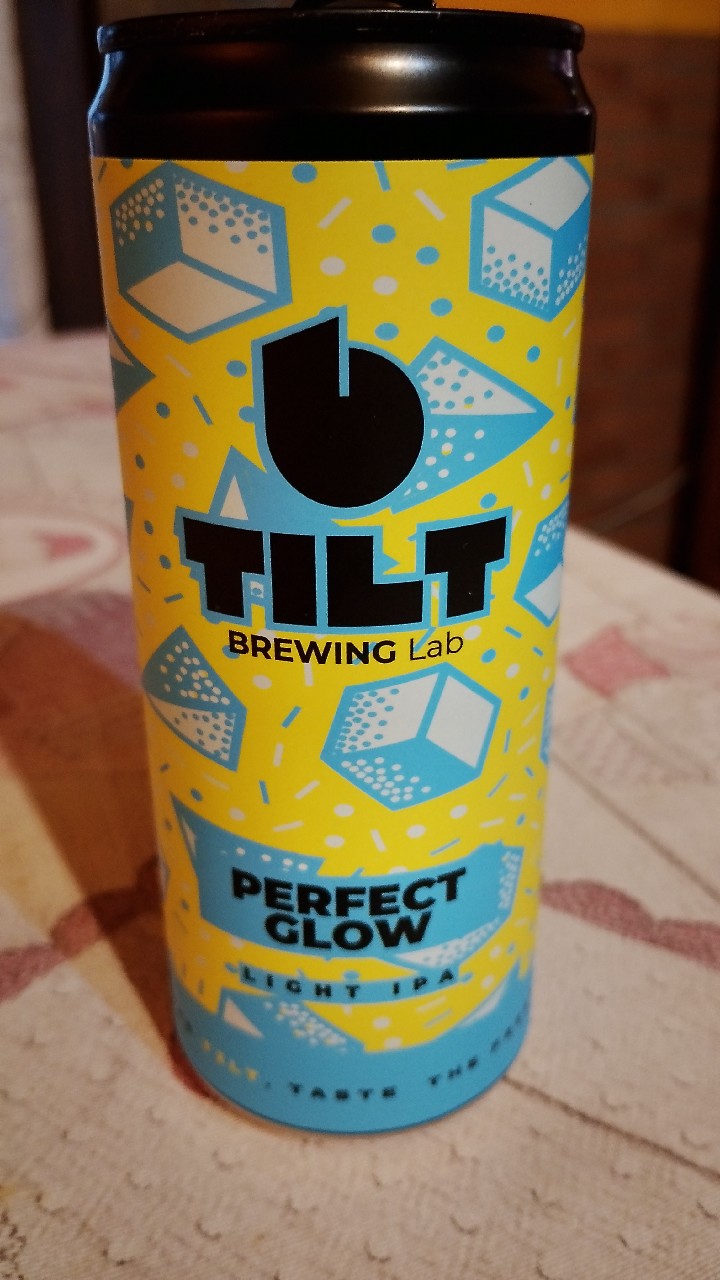 TILT
BREWING Lab
PERFECT
GLOW
LIGHT IPA
TILT, TASTE THE